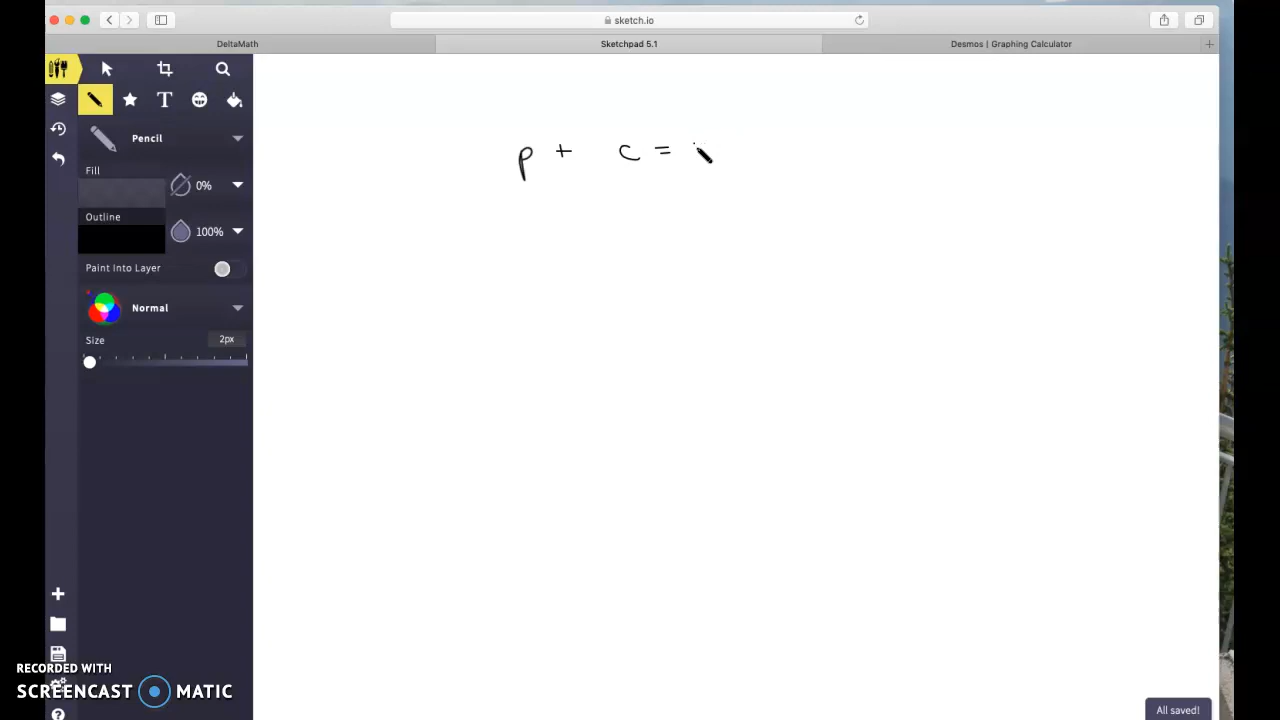 sketch.io
DeltaMath
Sketchpad 5.1
Desmos | Graphing Calculator
T
Pencil
Fill
0%
Outline
100%
Paint Into Layer
Normal
Size
2px
p + c =
RECORDED WITH
SCREENCAST MATIC
All saved!